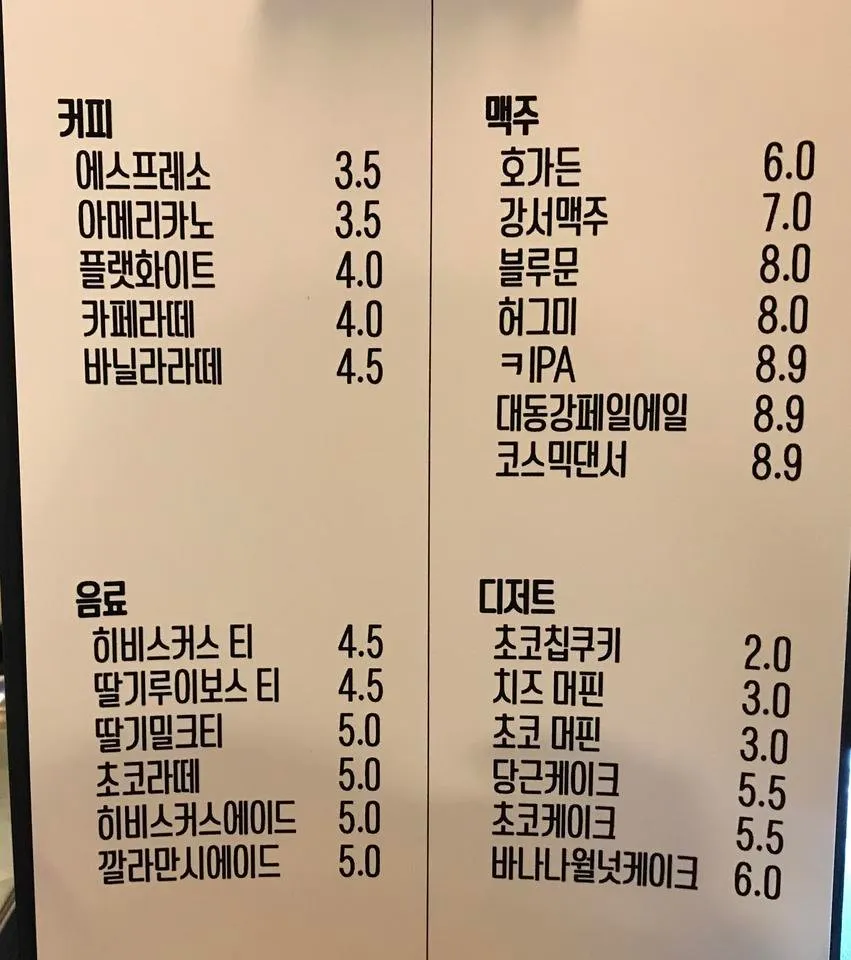 커피
에스프레소 3.5
아메리카노 3.5
플랫화이트 4.0
카페라떼 4.0
바닐라라떼 4.5
음료
히비스커스 티 4.5
딸기루이보스 티 4.5
딸기밀크티 5.0
초코라떼 5.0
히비스커스에이드 5.0
깔라만시에이드 5.0
맥주
호가든 6.0
강서맥주 7.0
블루문 8.0
허그미 8.0
ㅋIPA 8.9
대동강페일에일 8.9
코스믹댄서 8.9
디저트
초코칩쿠키 2.0
치즈 머핀 3.0
초코 머핀 3.0
당근케이크 5.5
초코케이크 5.5
바나나월넛케이크 6.0